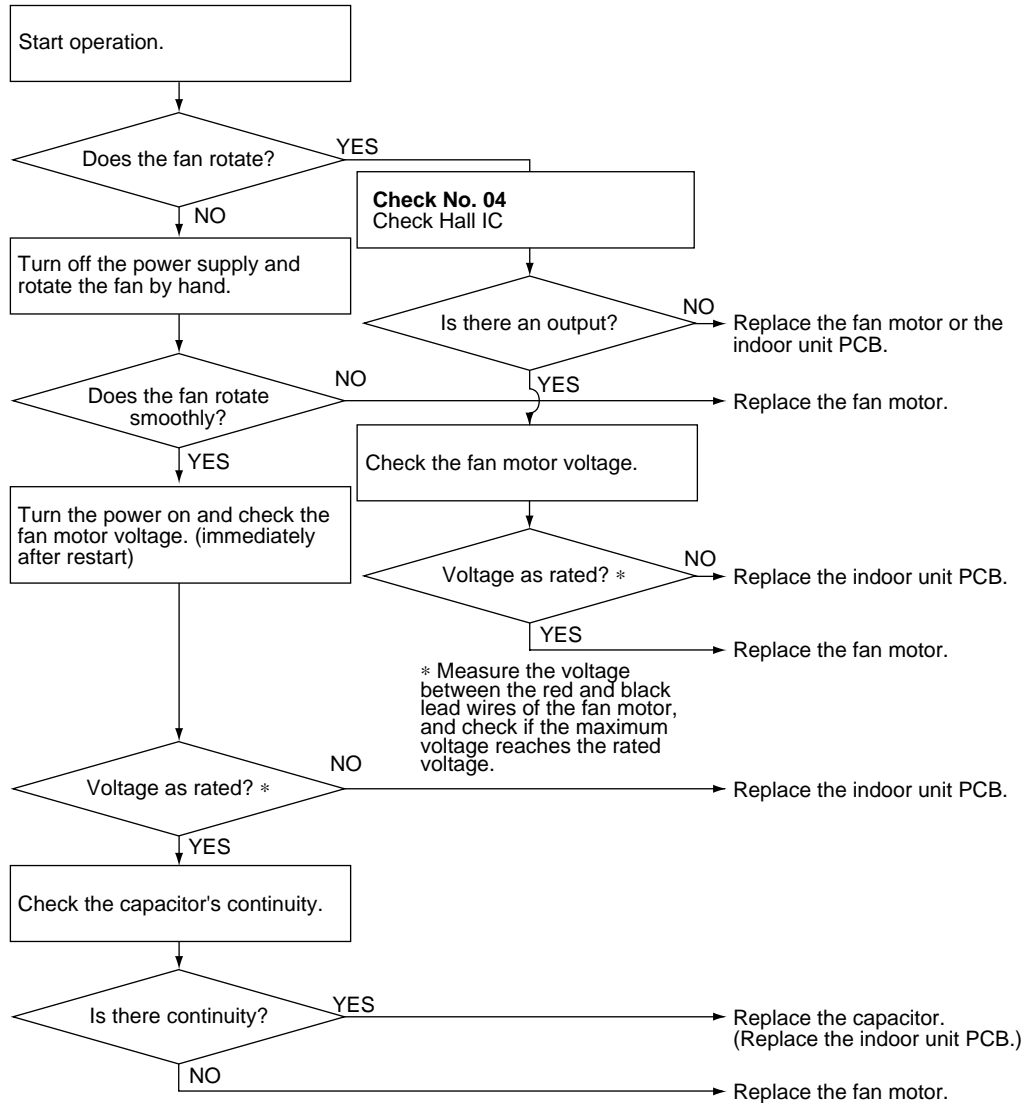 Start operation.
Does the fan rotate?
YES
NO
Check No. 04
Check Hall IC
Turn off the power supply and
rotate the fan by hand.
Is there an output?
NO
Replace the fan motor or the
indoor unit PCB.
YES
Does the fan rotate
smoothly?
NO
Replace the fan motor.
YES
Check the fan motor voltage.
Turn the power on and check the
fan motor voltage. (immediately
after restart)
Voltage as rated? *
NO
Replace the indoor unit PCB.
YES
Replace the fan motor.
* Measure the voltage
between the red and black
lead wires of the fan motor,
and check if the maximum
voltage reaches the rated
voltage.
Voltage as rated? *
NO
Replace the indoor unit PCB.
YES
Check the capacitor's continuity.
Is there continuity?
YES
Replace the capacitor.
(Replace the indoor unit PCB.)
NO
Replace the fan motor.